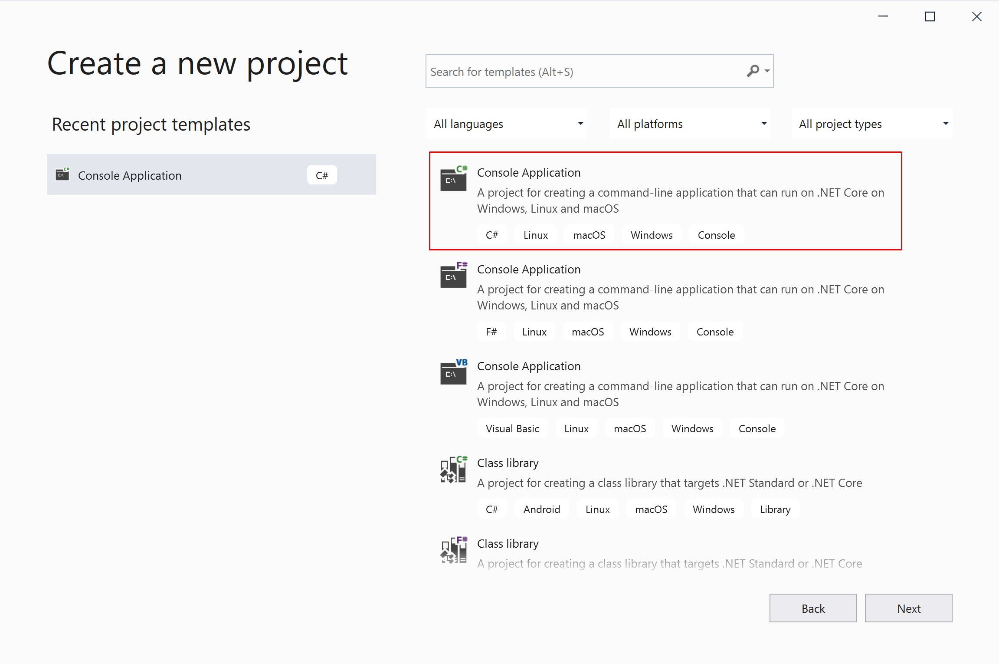 Create a new project
Search for templates (Alt+S)
Recent project templates
All languages
All platforms
All project types
C#
C:\
Console Application
C#
C#
C:\
Console Application
A project for creating a command-line application that can run on .NET Core on
Windows, Linux and macOS
C# Linux macOS Windows Console
F#
C:\
Console Application
A project for creating a command-line application that can run on .NET Core on
Windows, Linux and macOS
F# Linux macOS Windows Console
VB
C:\
Console Application
A project for creating a command-line application that can run on .NET Core on
Windows, Linux and macOS
Visual Basic Linux macOS Windows Console
C#
Class library
A project for creating a class library that targets .NET Standard or .NET Core
C# Android Linux macOS Windows Library
F#
Class library
A project for creating a class library that targets .NET Standard or .NET Core
Back
Next